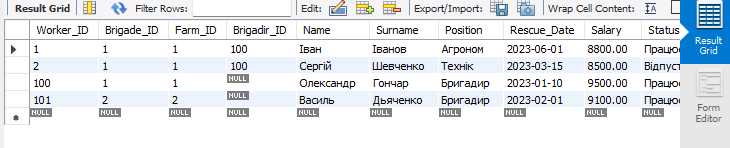 Result Grid Filter Rows: Edit: Export/Import: Wrap Cell Content:
Worker_ID Brigade_ID Farm_ID Brigadir_ID Name Surname Position Rescue_Date Salary Status
1 1 1 100 Іван Іванов Агроном 2023-06-01 8800.00 Працює
2 1 1 100 Сергій Шевченко Технік 2023-03-15 8500.00 Відпуст
100 1 1 NULL Олександр Гончар Бригадир 2023-01-10 9500.00 Працює
101 2 2 NULL Василь Дьяченко Бригадир 2023-02-01 9100.00 Працює
NULL NULL NULL NULL NULL NULL NULL NULL NULL NULL
Result
Grid
Form
Editor